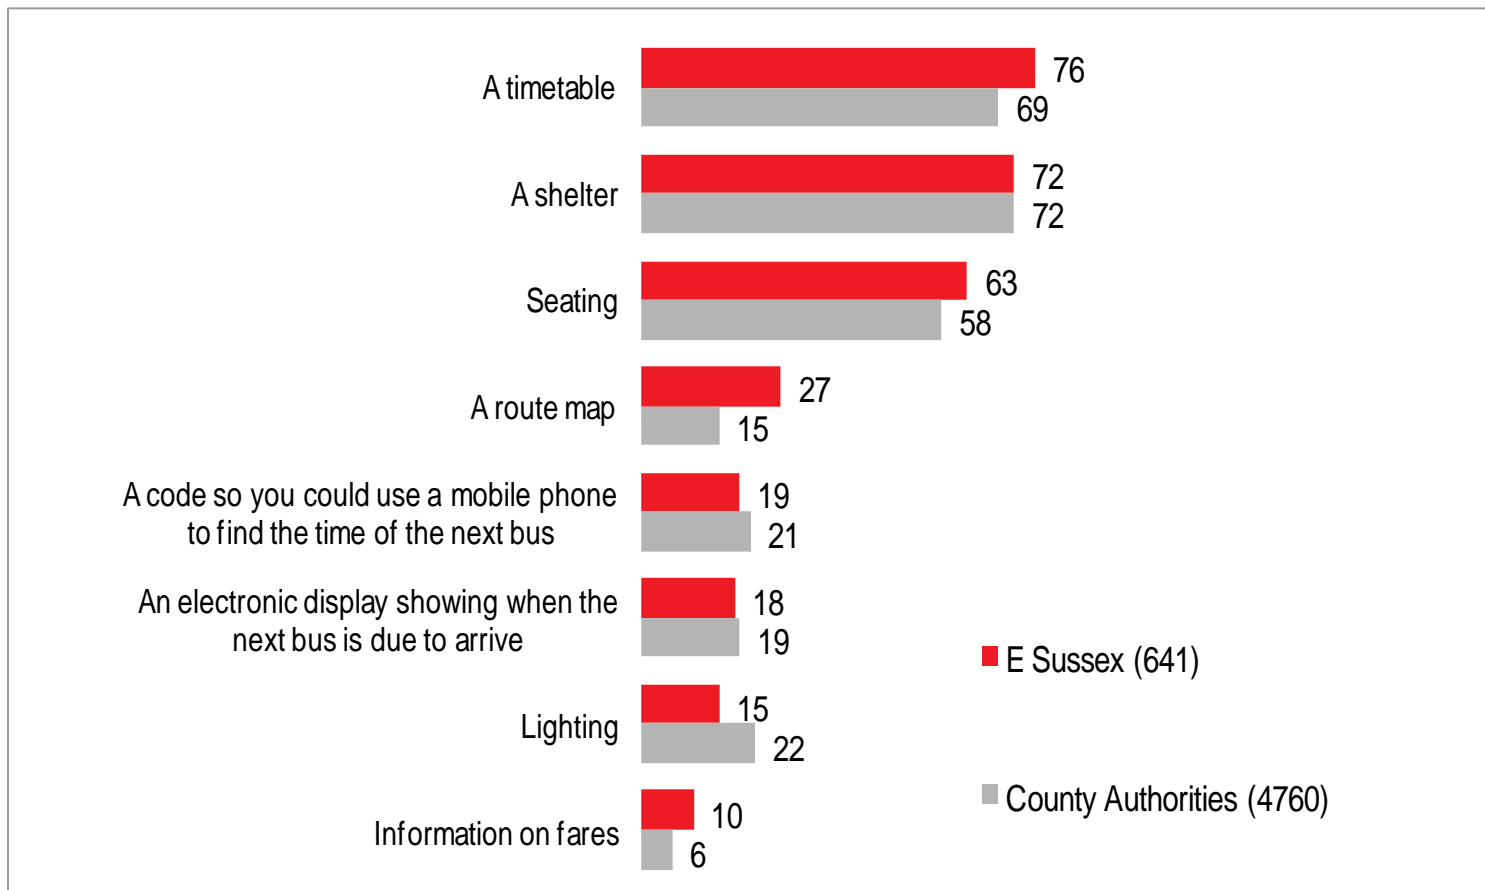 A timetable
76
69
A shelter
72
72
Seating
63
58
A route map
27
15
A code so you could use a mobile phone
to find the time of the next bus
19
21
An electronic display showing when the
next bus is due to arrive
18
19
E Sussex (641)
Lighting
15
22
County Authorities (4760)
Information on fares
10
6